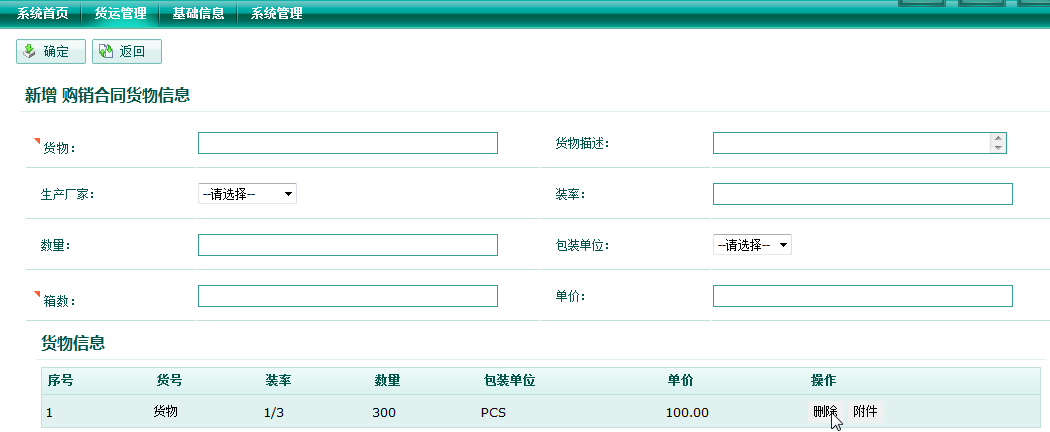 系统首页 货运管理 基础信息 系统管理
确定 返回
新增 购销合同货物信息
货物： 货物描述：
生产厂家： --请选择-- 装率：
数量： 包装单位： --请选择--
箱数： 单价：
货物信息
序号 货号 装率 数量 包装单位 单价 操作
1 货物 1/3 300 PCS 100.00 删除 附件